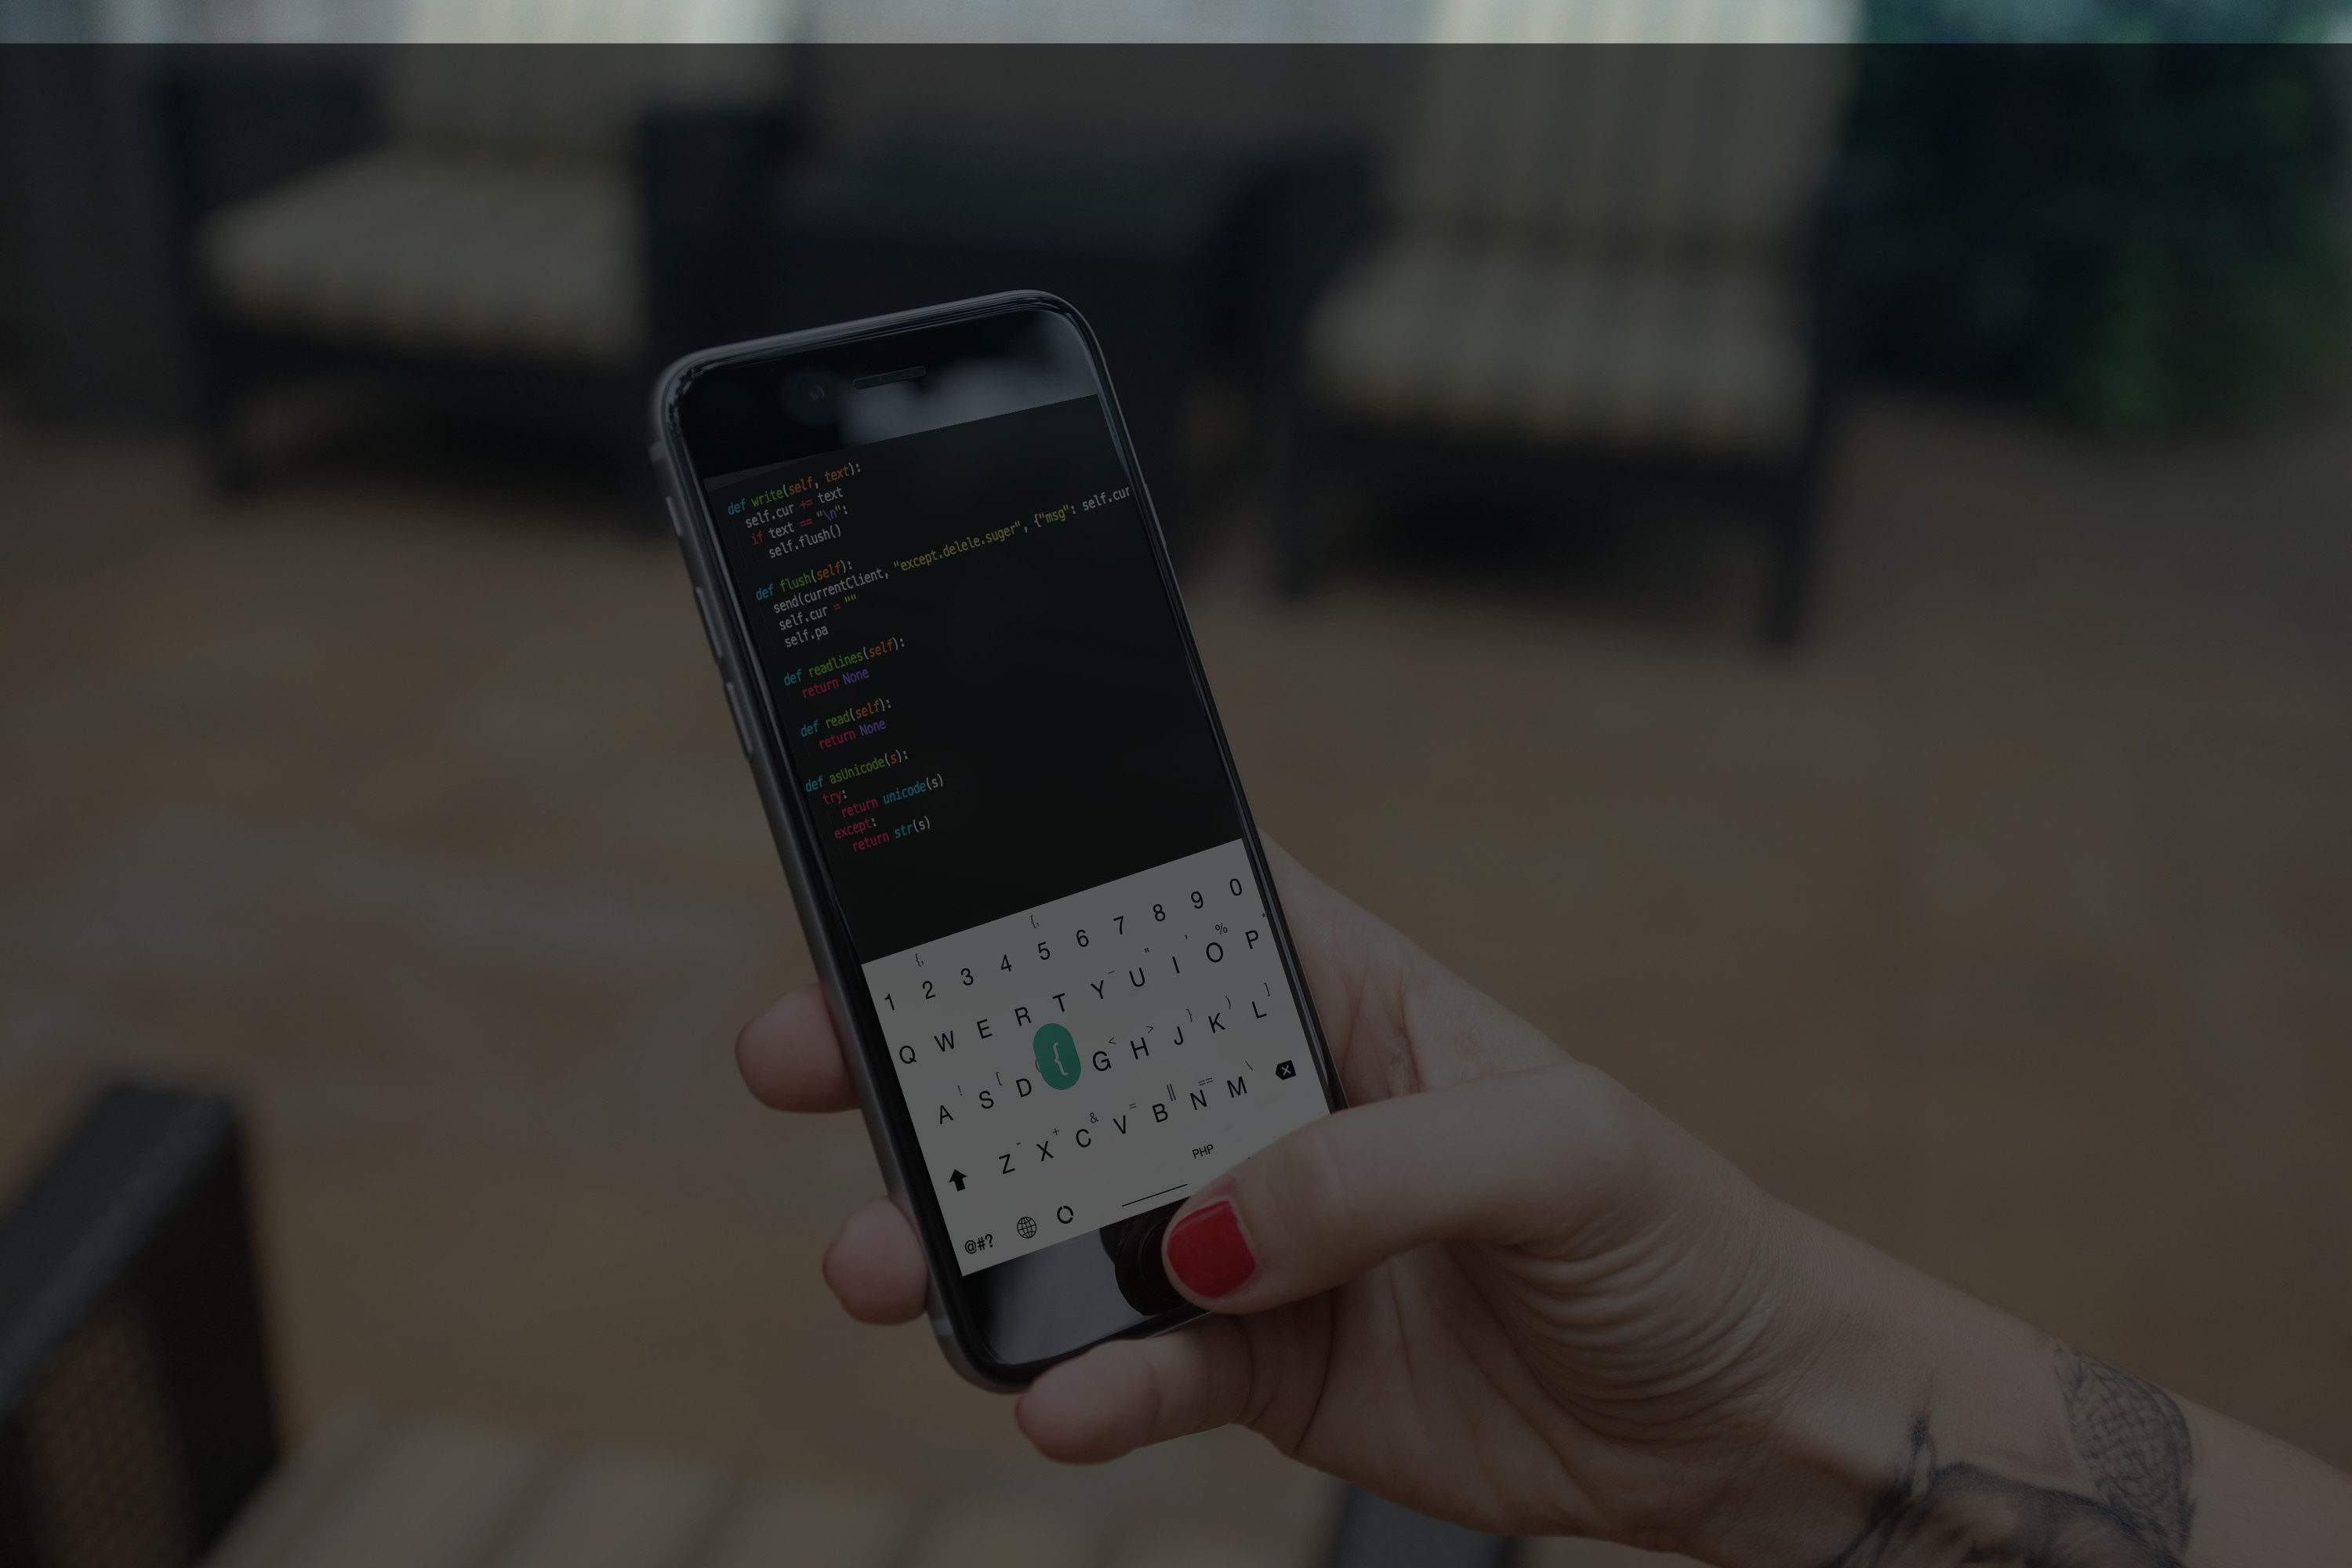 def write(self, text):
self.cur += text
if text == "\n":
self.flush()
def flush(self):
send(currentClient, "except.delele.suger", {"msg": self.cur
self.cur = ""
self.pa
def readlines(self):
return None
def read(self):
return None
def asUnicode(s):
try:
return unicode(s)
except:
return str(s)
{, {,
1 2 3 4 5 6 7 8 9 0
_ " ' % *
Q W E R T Y U I O P
! [ ( { < > } ) ]
A S D G H J K L
- + & = || == \
Z X C V B N M
PHP
@#?